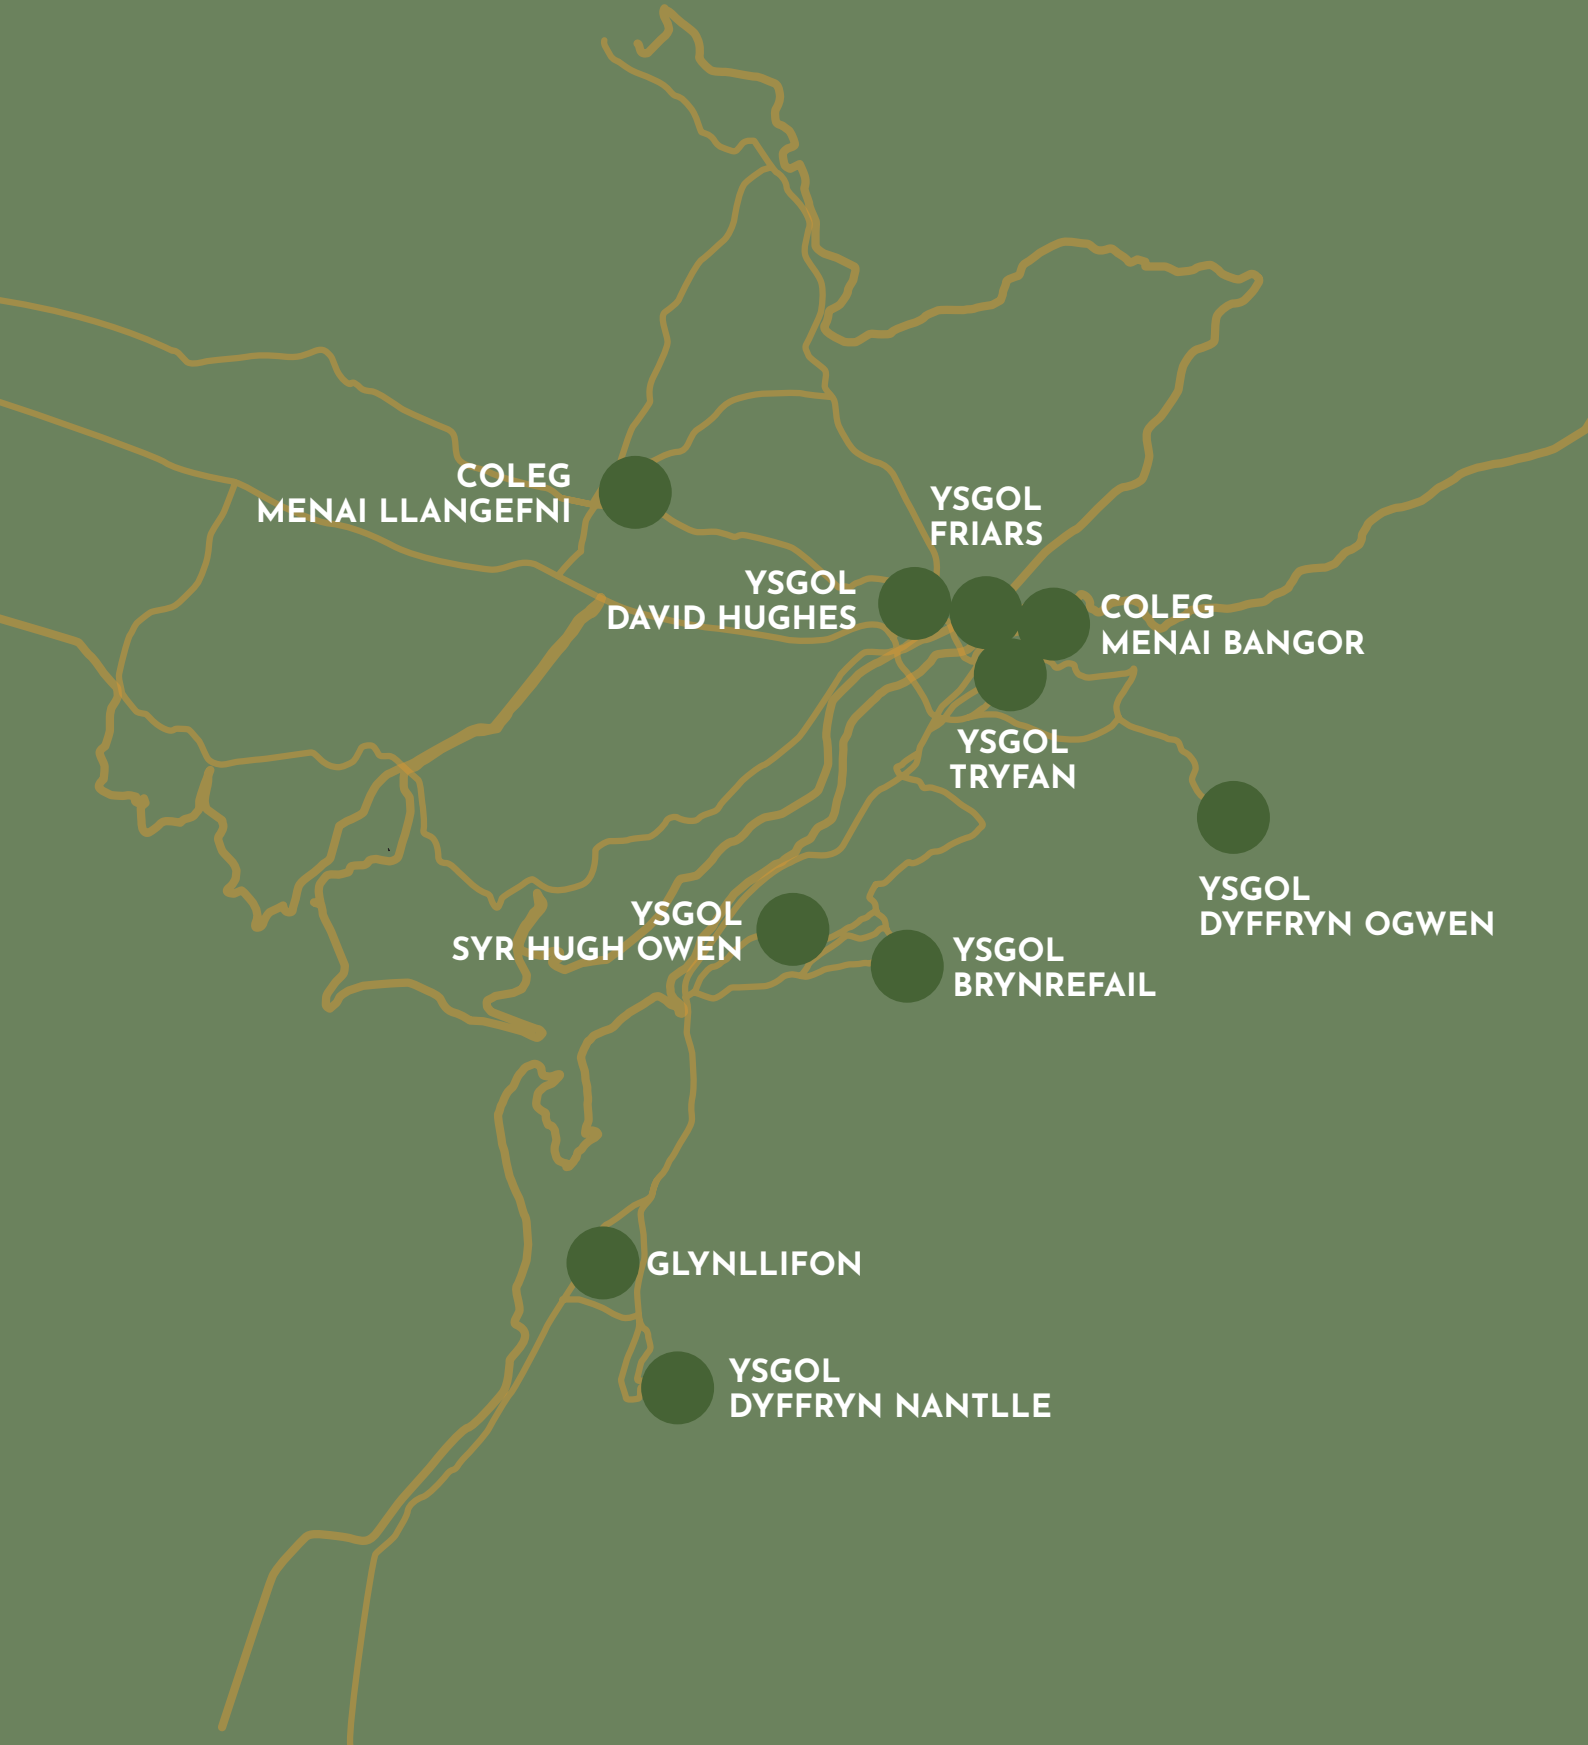 COLEG
MENAI LLANGEFNI
YSGOL
FRIARS
YSGOL
DAVID HUGHES
COLEG
MENAI BANGOR
YSGOL
TRYFAN
YSGOL
DYFFRYN OGWEN
YSGOL
SYR HUGH OWEN
YSGOL
BRYNREFAIL
GLYNLLIFON
YSGOL
DYFFRYN NANTLLE